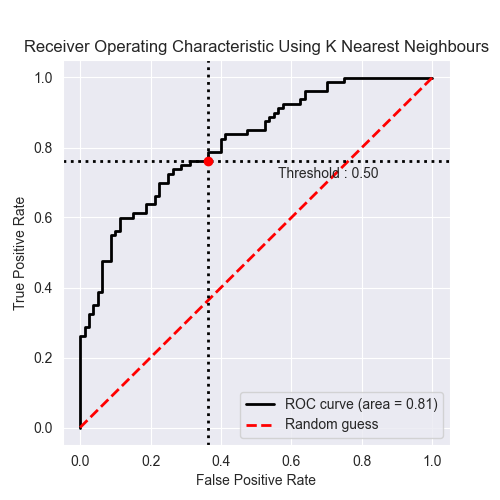 Receiver Operating Characteristic Using K Nearest Neighbours
1.0
0.8
0.6
0.4
0.2
0.0
True Positive Rate
Threshold : 0.50
ROC curve (area = 0.81)
Random guess
0.0 0.2 0.4 0.6 0.8 1.0
False Positive Rate